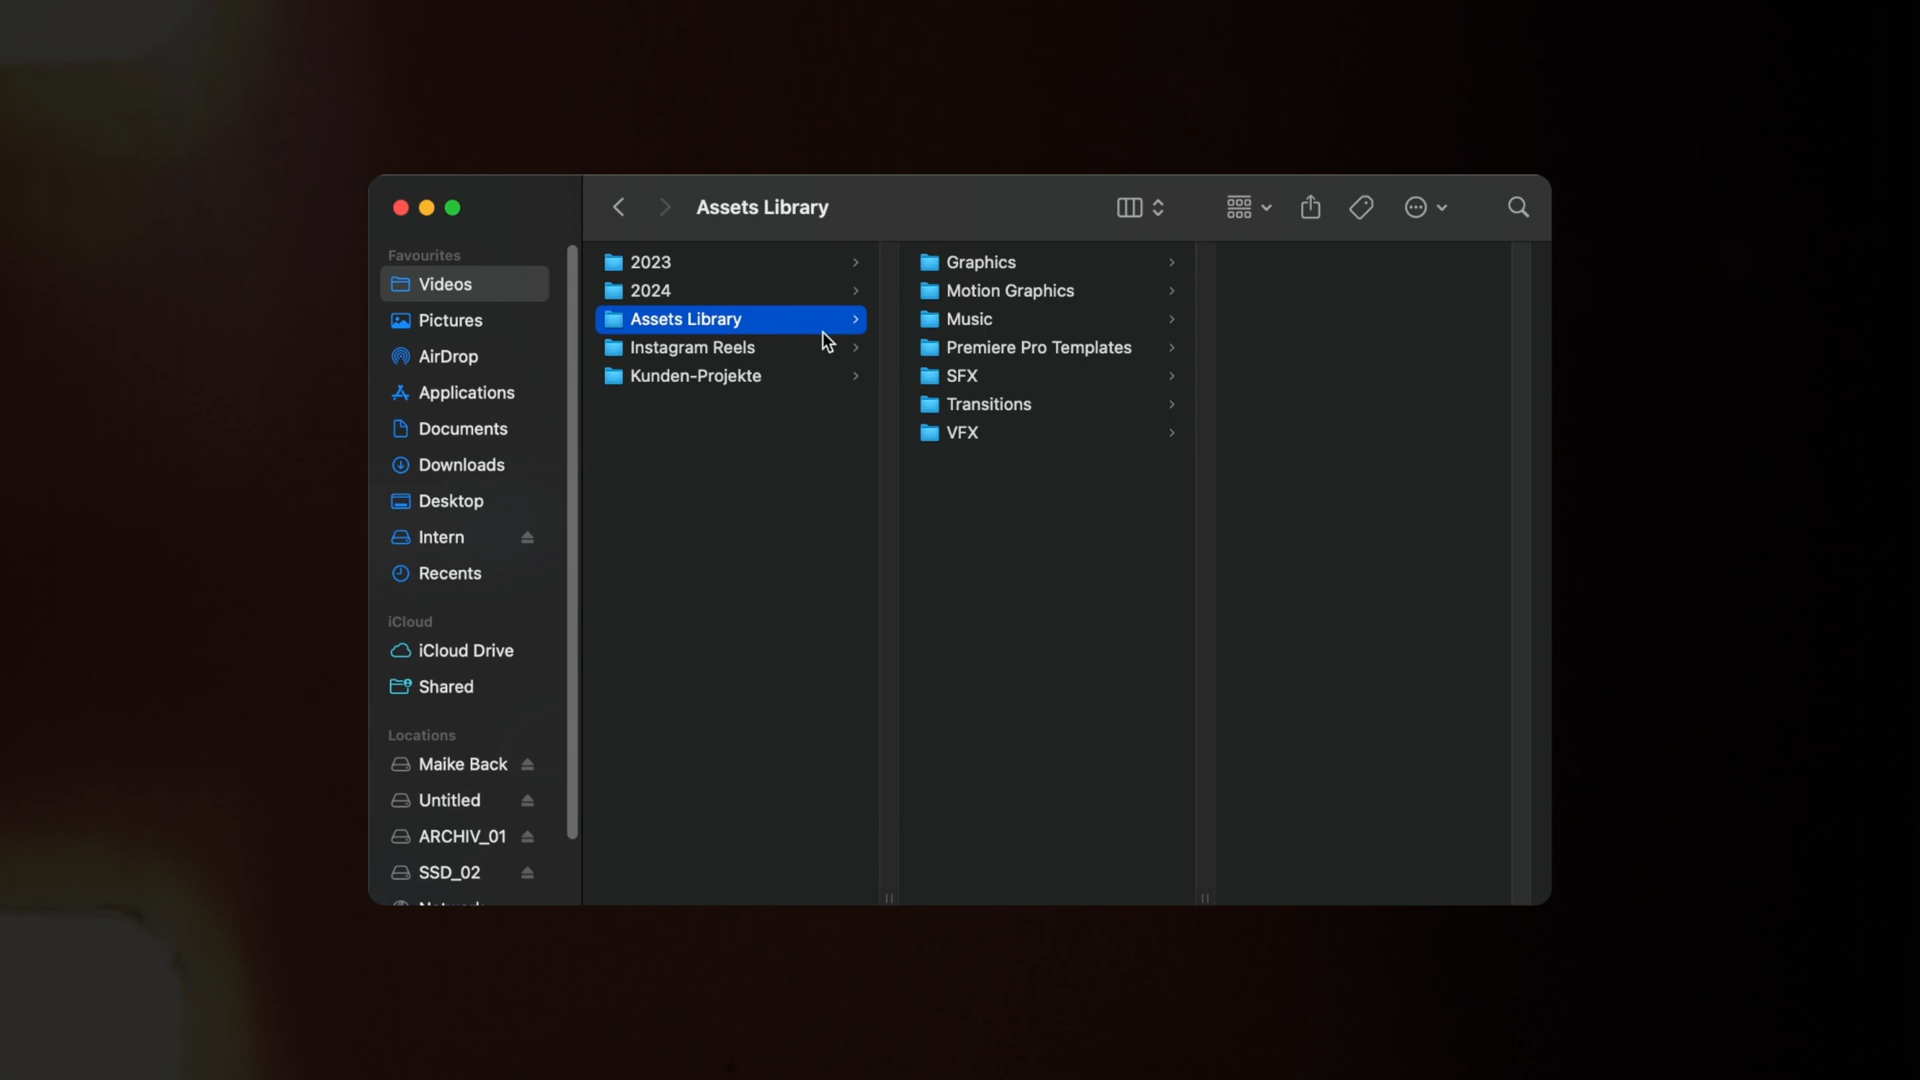 Assets Library
Favourites
Videos
Pictures
AirDrop
Applications
Documents
Downloads
Desktop
Intern
Recents
iCloud
iCloud Drive
Shared
Locations
Maike Back
Untitled
ARCHIV_01
SSD_02
2023
2024
Assets Library
Instagram Reels
Kunden-Projekte
Graphics
Motion Graphics
Music
Premiere Pro Templates
SFX
Transitions
VFX